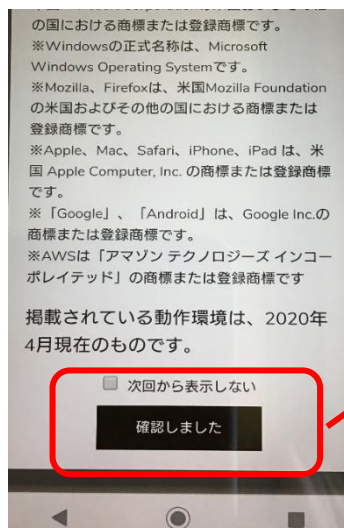 の国における商標または登録商標です。
※Windowsの正式名称は、Microsoft
Windows Operating Systemです。
※Mozilla、Firefoxは、米国Mozilla Foundation
の米国およびその他の国における商標または
登録商標です。
※Apple、Mac、Safari、iPhone、iPad は、米
国 Apple Computer, Inc. の商標または登録商標
です。
※「Google」、「Android」は、Google Inc.の
商標または登録商標です。
※AWSは「アマゾン テクノロジーズ インコー
ポレイテッド」の商標または登録商標です
掲載されている動作環境は、2020年
4月現在のものです。
次回から表示しない
確認しました